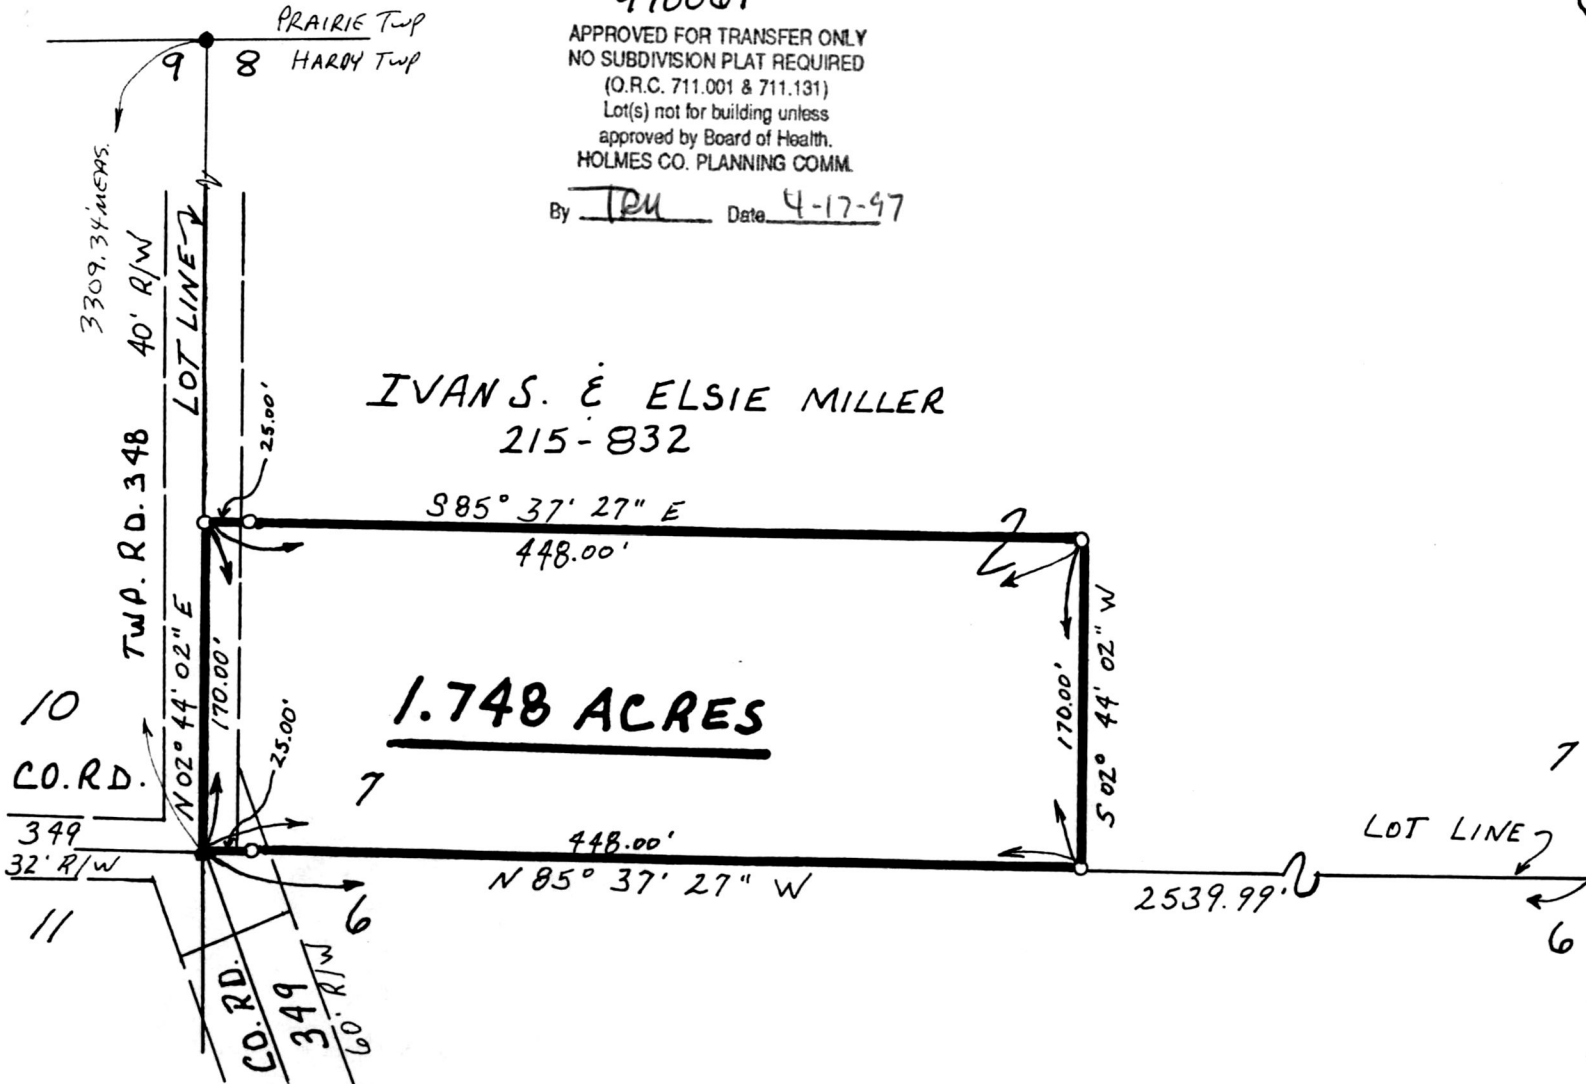 PRAIRIE TWP
9 8 HARDY TWP
APPROVED FOR TRANSFER ONLY
NO SUBDIVISION PLAT REQUIRED
(O.R.C. 711.001 & 711.131)
Lot(s) not for building unless
approved by Board of Health.
HOLMES CO. PLANNING COMM.
By Date 4-17-97
3309.34' MEAS.
40' R/W
LOT LINE
TWP. RD. 348
25.00'
IVAN S. & ELSIE MILLER
215-832
S 85° 37' 27" E
448.00'
N 02° 44' 02" E
170.00'
1.748 ACRES
170.00'
S 02° 44' 02" W
10
CO. RD.
349
32' R/W
11
25.00'
7
448.00'
N 85° 37' 27" W
6
CO. RD.
349
60' R/W
2539.99'
LOT LINE
7
6